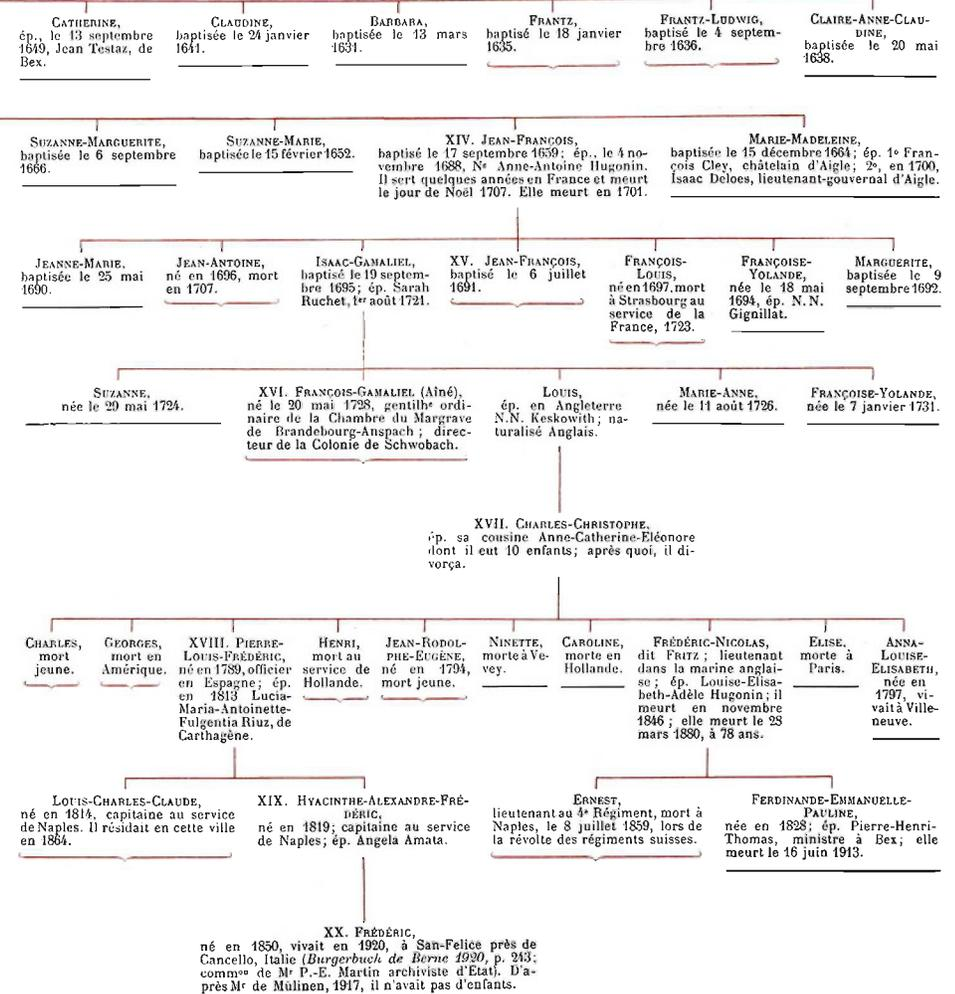 CATHERINE,
ép., le 13 septembre
1649, Jean Testaz, de
Bex.
CLAUDINE,
baptisée le 24 janvier
1641.
BARBARA,
baptisée le 13 mars
1631.
FRANTZ,
baptisé le 18 janvier
1635.
FRANTZ-LUDWIG,
baptisé le 4 septem-
bre 1636.
CLAIRE-ANNE-CLAU-
DINE,
baptisée le 20 mai
1638.
SUZANNE-MARGUERITE,
baptisée le 6 septembre
1666.
SUZANNE-MARIE,
baptisée le 15 février 1652.
XIV. JEAN-FRANÇOIS,
baptisé le 17 septembre 1659; ép., le 4 no-
vembre 1688, Ne Anne-Antoine Hugonin.
Il sert quelques années en France et meurt
le jour de Noël 1707. Elle meurt en 1701.
MARIE-MADELEINE,
baptisée le 15 décembre 1664; ép. 1° Fran-
çois Cley, châtelain d'Aigle; 2°, en 1700,
Isaac Deloes, lieutenant-gouvernal d'Aigle.
JEANNE-MARIE,
baptisée le 25 mai
1690.
JEAN-ANTOINE,
né en 1696, mort
en 1707.
ISAAC-GAMALIEL,
baptisé le 19 septem-
bre 1695; ép. Sarah
Ruchet, 1er août 1721.
XV. JEAN-FRANÇOIS,
baptisé le 6 juillet
1691.
FRANÇOIS-
LOUIS,
né en 1697, mort
à Strasbourg au
service de la
France, 1723.
FRANÇOISE-
YOLANDE,
née le 18 mai
1694, ép. N.N.
Gignillat.
MARGUERITE,
baptisée le 9
septembre 1692.
SUZANNE,
née le 29 mai 1724.
XVI. FRANÇOIS-GAMALIEL (Aîné),
né le 20 mai 1728, gentilhe ordi-
naire de la Chambre du Margrave
de Brandebourg-Anspach; direc-
teur de la Colonie de Schwobach.
LOUIS,
ép. en Angleterre
N.N. Keskowith; na-
turalisé Anglais.
MARIE-ANNE,
née le 11 août 1726.
FRANÇOISE-YOLANDE,
née le 7 janvier 1731.
XVII. CHARLES-CHRISTOPHE,
ép. sa cousine Anne-Catherine-Eléonore
dont il eut 10 enfants; après quoi, il di-
vorça.
CHARLES,
mort
jeune.
GEORGES,
mort en
Amérique.
XVIII. PIERRE-
LOUIS-FRÉDÉRIC,
né en 1789, officier
en Espagne; ép.
en 1813 Lucia-
Maria-Antoinette-
Fulgentia Riuz, de
Carthagène.
HENRI,
mort au
service de
Hollande.
JEAN-RODOL-
PHE-EUGÈNE,
né en 1794,
mort jeune.
NINETTE,
morte à Ve-
vey.
CAROLINE,
morte en
Hollande.
FRÉDÉRIC-NICOLAS,
dit FRITZ; lieutenant
dans la marine anglai-
se; ép. Louise-Elisa-
beth-Adèle Hugonin; il
meurt en novembre
1846; elle meurt le 28
mars 1880, à 78 ans.
ELISE,
morte à
Paris.
ANNA-
LOUISE-
ELISABETH,
née en
1797, vi-
vait à Ville-
neuve.
LOUIS-CHARLES-CLAUDE,
né en 1814, capitaine au service
de Naples. Il résidait en cette ville
en 1864.
XIX. HYACINTHE-ALEXANDRE-FRÉ-
DÉRIC,
né en 1819; capitaine au service
de Naples; ép. Angela Amata.
ERNEST,
lieutenant au 4e Régiment, mort à
Naples, le 8 juillet 1859, lors de
la révolte des régiments suisses.
FERDINANDE-EMMANUELLE-
PAULINE,
née en 1828; ép. Pierre-Henri-
Thomas, ministre à Bex; elle
meurt le 16 juin 1913.
XX. FRÉDÉRIC,
né en 1850, vivait en 1920, à San-Felice près de
Cancello, Italie (Burgerbuch de Berne 1920, p. 213;
common de Mr P.-E. Martin archiviste d'Etat). D'a-
près Mr de Mülinen, 1917, il n'avait pas d'enfants.